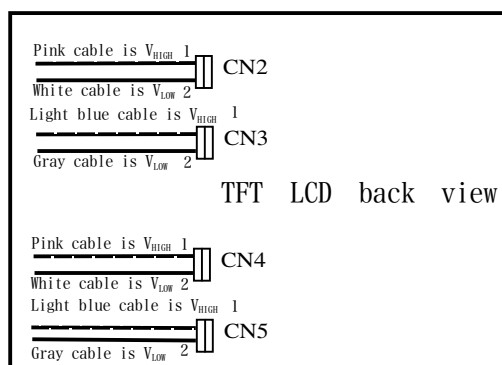 Pink cable is VHIGH 1
CN2
White cable is VLOW 2
Light blue cable is VHIGH 1
CN3
Gray cable is VLOW 2
TFT LCD back view
Pink cable is VHIGH 1
CN4
White cable is VLOW 2
Light blue cable is VHIGH 1
CN5
Gray cable is VLOW 2